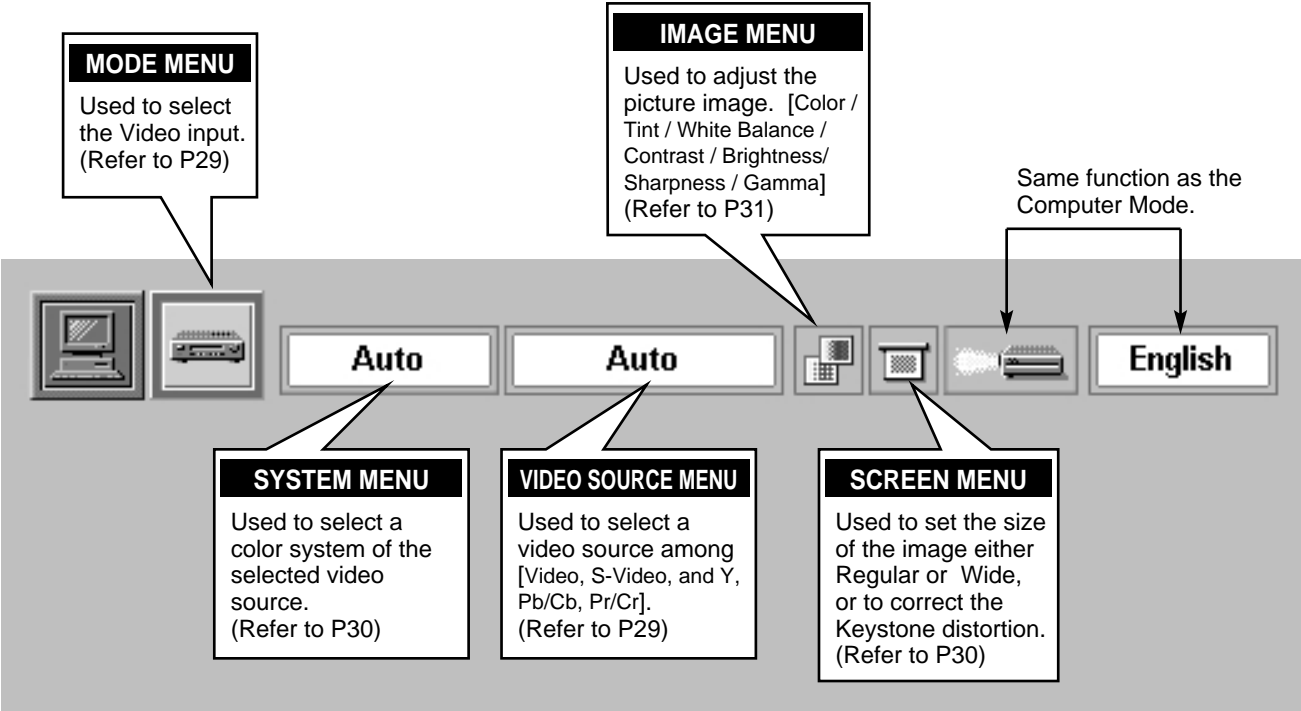 MODE MENU
Used to select
the Video input.
(Refer to P29)
IMAGE MENU
Used to adjust the
picture image. [Color /
Tint / White Balance /
Contrast / Brightness/
Sharpness / Gamma]
(Refer to P31)
Same function as the
Computer Mode.
Auto
Auto
English
SYSTEM MENU
Used to select a
color system of the
selected video
source.
(Refer to P30)
VIDEO SOURCE MENU
Used to select a
video source among
[Video, S-Video, and Y,
Pb/Cb, Pr/Cr].
(Refer to P29)
SCREEN MENU
Used to set the size
of the image either
Regular or Wide,
or to correct the
Keystone distortion.
(Refer to P30)